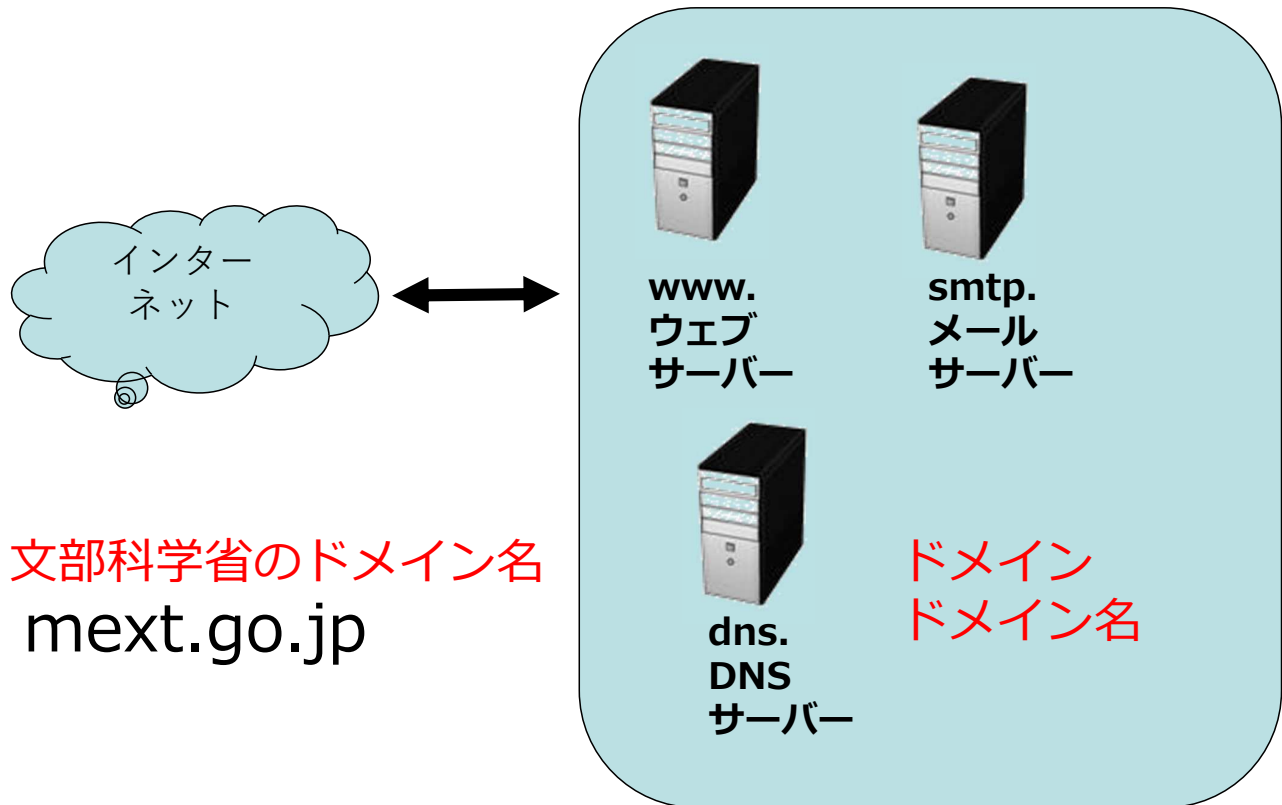 インター
ネット
www.
ウェブ
サーバー
smtp.
メール
サーバー
文部科学省のドメイン名
mext.go.jp
dns.
DNS
サーバー
ドメイン
ドメイン名